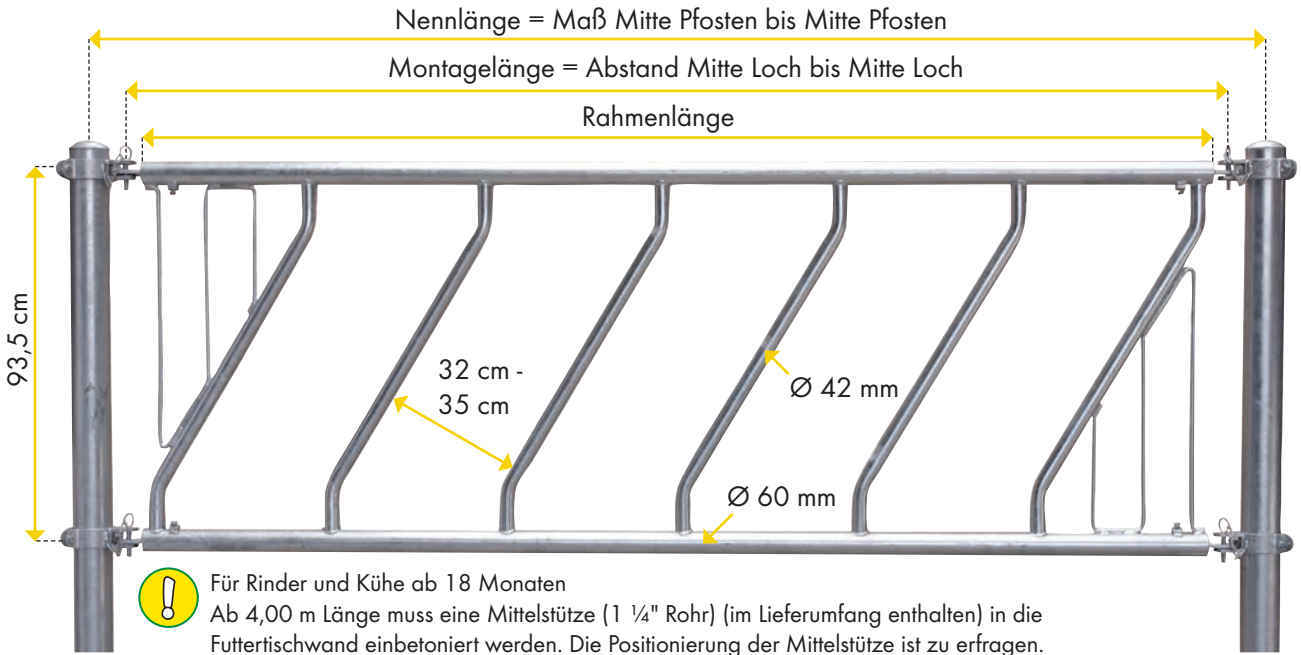 Nennlänge = Maß Mitte Pfosten bis Mitte Pfosten
Montagelänge = Abstand Mitte Loch bis Mitte Loch
Rahmenlänge
93,5 cm
32 cm -
35 cm
Ø 42 mm
Ø 60 mm
Für Rinder und Kühe ab 18 Monaten
Ab 4,00 m Länge muss eine Mittelstütze (1 ¼" Rohr) (im Lieferumfang enthalten) in die
Futtertischwand einbetoniert werden. Die Positionierung der Mittelstütze ist zu erfragen.